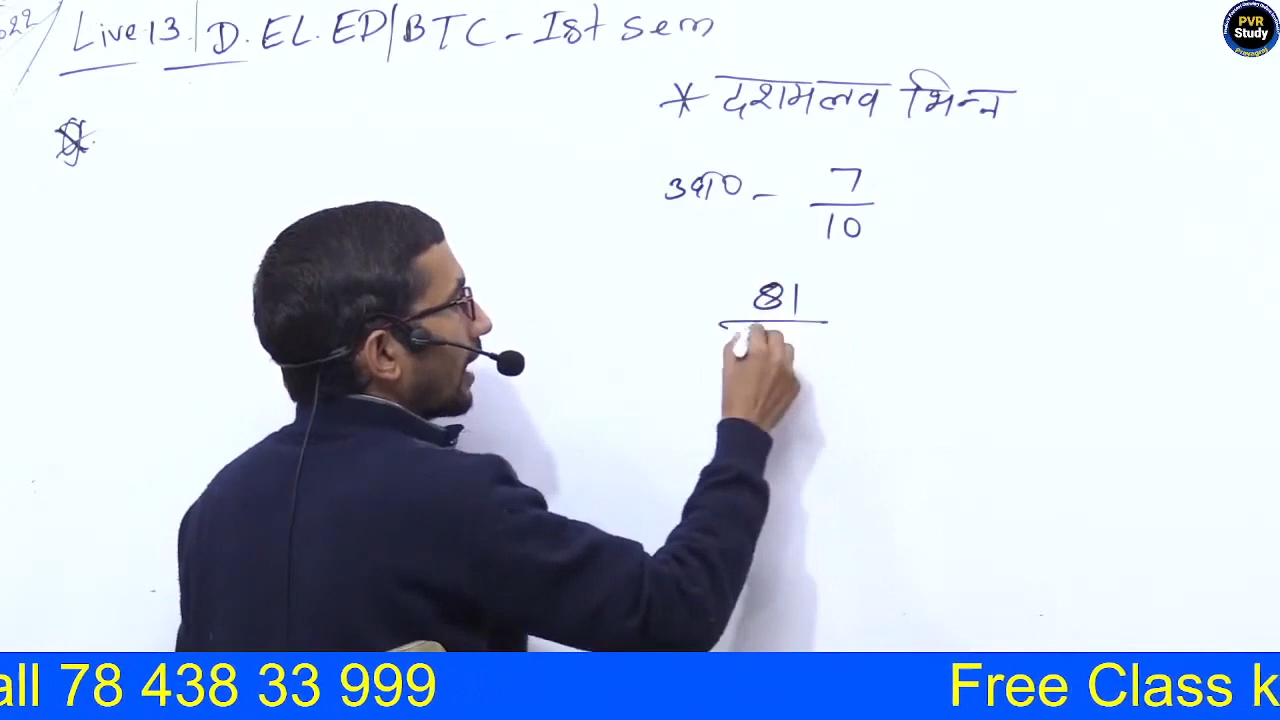 Live 13 / D. EL. ED / BTC - Ist Sem
* दशमलव भिन्न
उदा० - 7/10
81
PVR
Study
Prayagraj
all 78 438 33 999
Free Class k